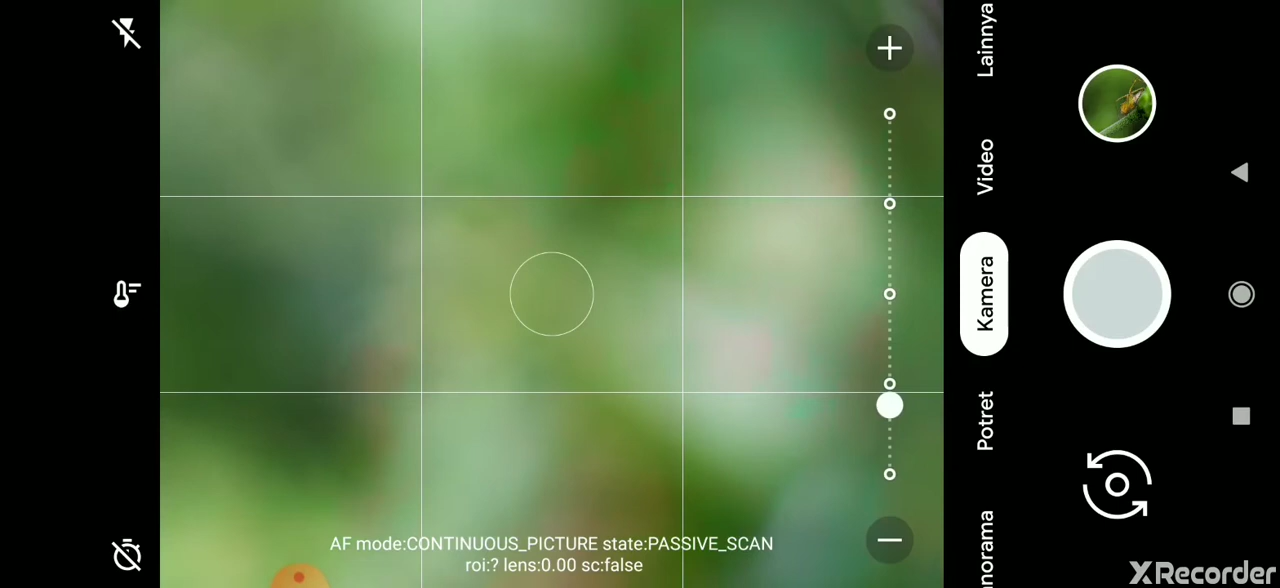 Lainnya
Video
Kamera
Potret
norama
AF mode:CONTINUOUS_PICTURE state:PASSIVE_SCAN
roi:? lens:0.00 sc:false
XRecorder